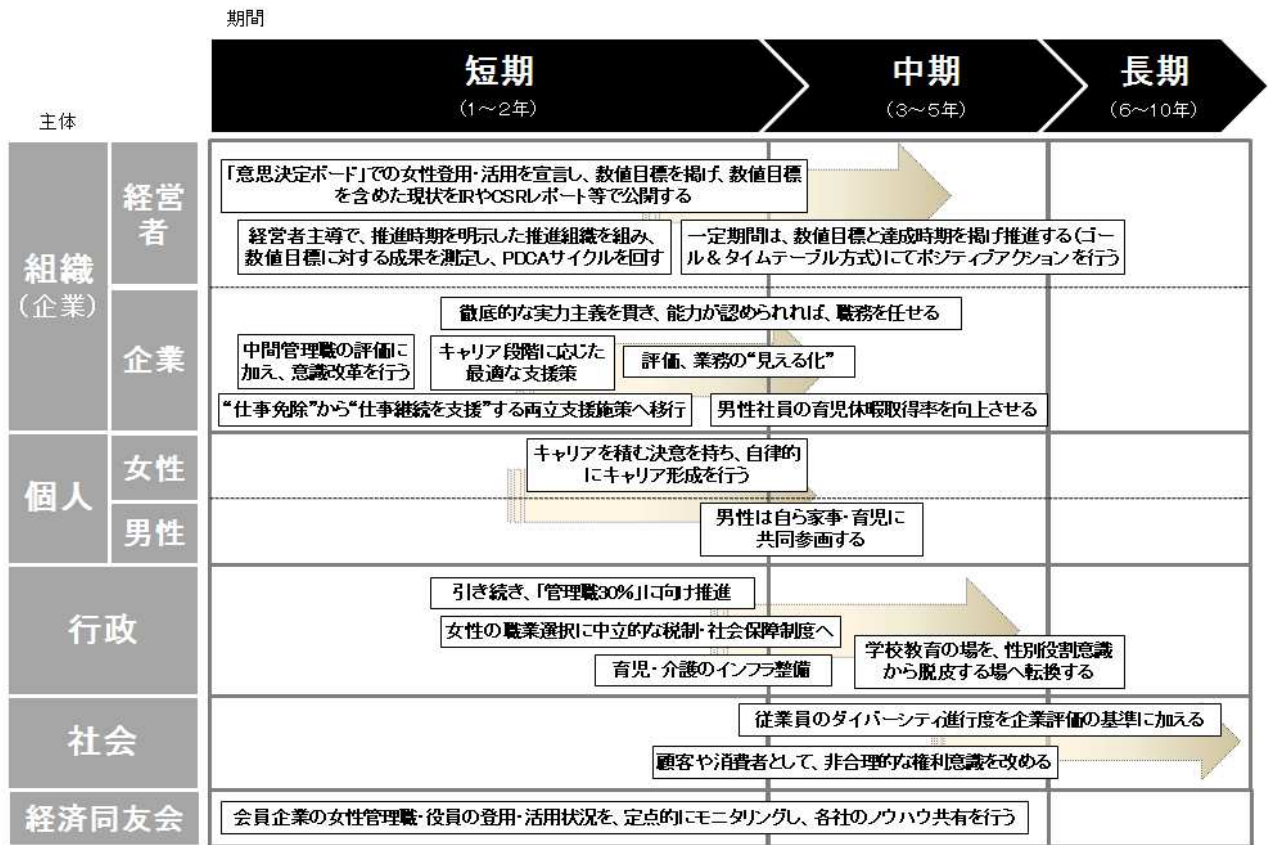 期間
短期
(1～2年)
中期
(3～5年)
長期
(6～10年)
主体
組織
(企業)
経営
者
「意思決定ボード」での女性登用・活用を宣言し、数値目標を掲げ、数値目標
を含めた現状をIRやCSRレポート等で公開する
経営者主導で、推進時期を明示した推進組織を組み、
数値目標に対する成果を測定し、PDCAサイクルを回す
一定期間は、数値目標と達成時期を掲げ推進する(ゴー
ル＆タイムテーブル方式)にてポジティブアクションを行う
企業
徹底的な実力主義を貫き、能力が認められれば、職務を任せる
中間管理職の評価に
加え、意識改革を行う
キャリア段階に応じた
最適な支援策
評価、業務の“見える化”
“仕事免除”から“仕事継続を支援”する両立支援施策へ移行
男性社員の育児休暇取得率を向上させる
個人
女性
キャリアを積む決意を持ち、自律的
にキャリア形成を行う
男性
男性は自ら家事・育児に
共同参画する
行政
引き続き、「管理職30%」に向け推進
女性の職業選択に中立的な税制・社会保障制度へ
育児・介護のインフラ整備
学校教育の場を、性別役割意識
から脱皮する場へ転換する
社会
従業員のダイバーシティ進行度を企業評価の基準に加える
顧客や消費者として、非合理的な権利意識を改める
経済同友会
会員企業の女性管理職・役員の登用・活用状況を、定点的にモニタリングし、各社のノウハウ共有を行う